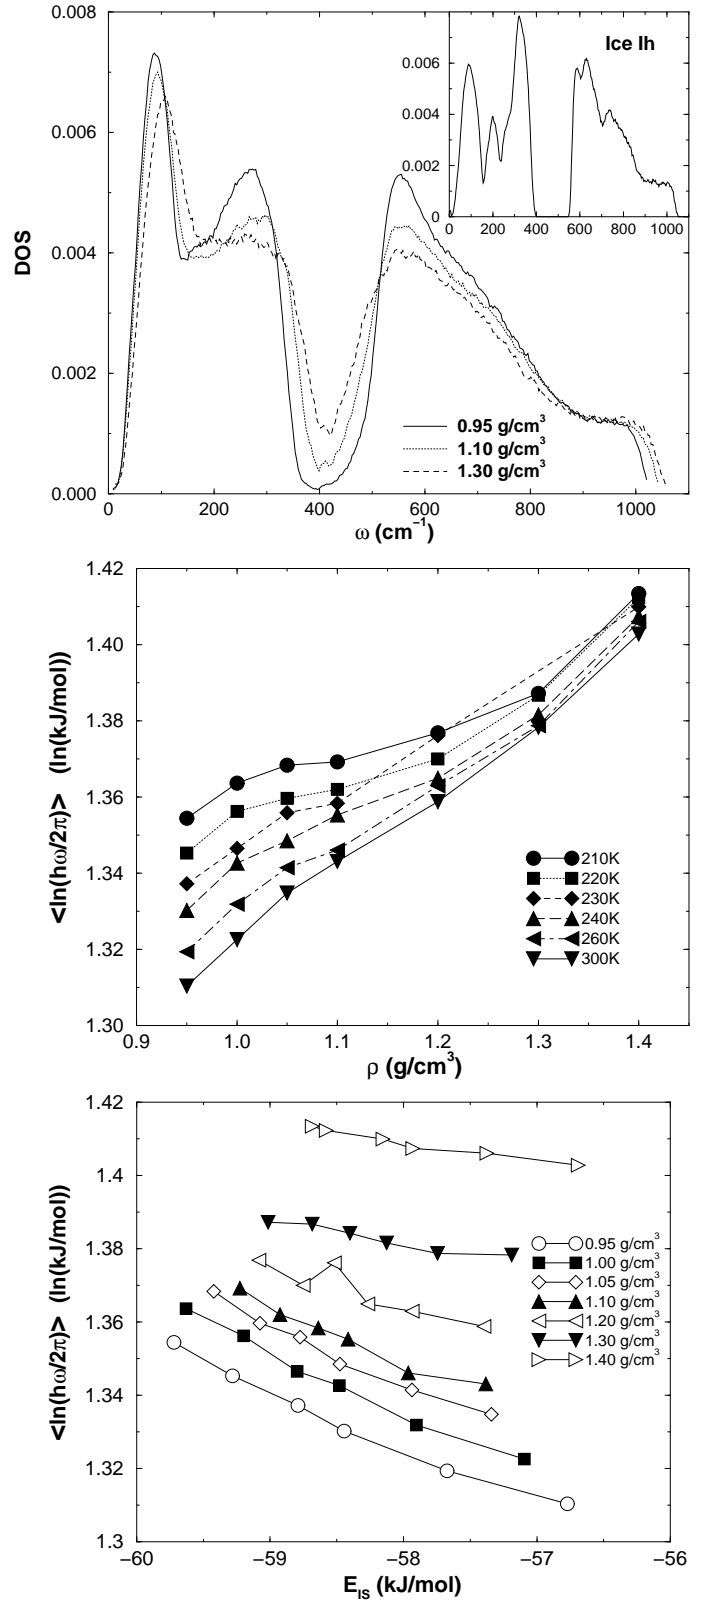 0.008
0.006
0.004
0.002
0.000
DOS
0 200 400 600 800 1000
ω (cm⁻¹)
0.95 g/cm³
1.10 g/cm³
1.30 g/cm³
Ice Ih
0.006
0.004
0.002
0
0 200 400 600 800 1000
1.42
1.40
1.38
1.36
1.34
1.32
1.30
<ln(hω/2π)> (ln(kJ/mol))
210K
220K
230K
240K
260K
300K
0.9 1.0 1.1 1.2 1.3 1.4
ρ (g/cm³)
1.42
1.4
1.38
1.36
1.34
1.32
1.3
<ln(hω/2π)> (ln(kJ/mol))
0.95 g/cm³
1.00 g/cm³
1.05 g/cm³
1.10 g/cm³
1.20 g/cm³
1.30 g/cm³
1.40 g/cm³
−60 −59 −58 −57 −56
E_IS (kJ/mol)